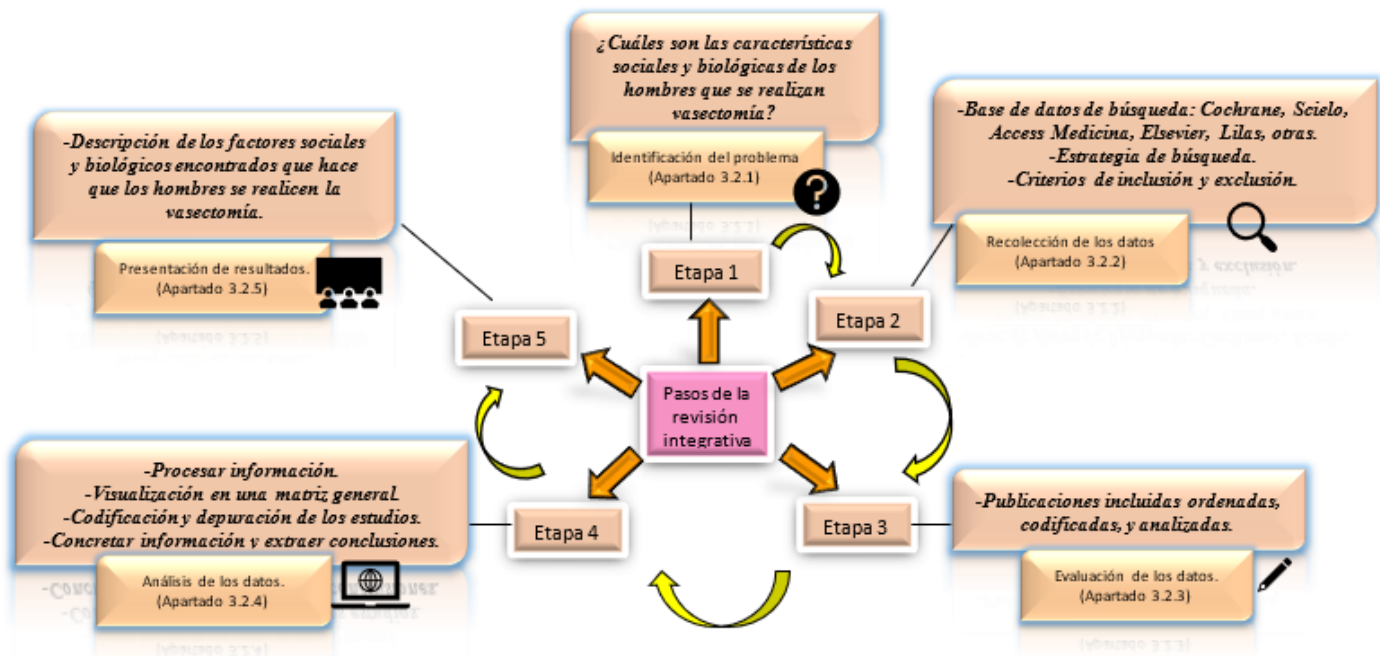 ¿Cuáles son las características
sociales y biológicas de los
hombres que se realizan
vasectomía?
Identificación del problema
(Apartado 3.2.1)
Etapa 1
-Base de datos de búsqueda: Cochrane, Scielo,
Access Medicina, Elsevier, Lilas, otras.
-Estrategia de búsqueda.
-Criterios de inclusión y exclusión.
Recolección de los datos
(Apartado 3.2.2)
Etapa 2
-Publicaciones incluidas ordenadas,
codificadas, y analizadas.
Evaluación de los datos.
(Apartado 3.2.3)
Etapa 3
-Procesar información.
-Visualización en una matriz general.
-Codificación y depuración de los estudios.
-Concretar información y extraer conclusiones.
Análisis de los datos.
(Apartado 3.2.4)
Etapa 4
-Descripción de los factores sociales
y biológicos encontrados que hace
que los hombres se realicen la
vasectomía.
Presentación de resultados.
(Apartado 3.2.5)
Etapa 5
Pasos de la
revisión
integrativa